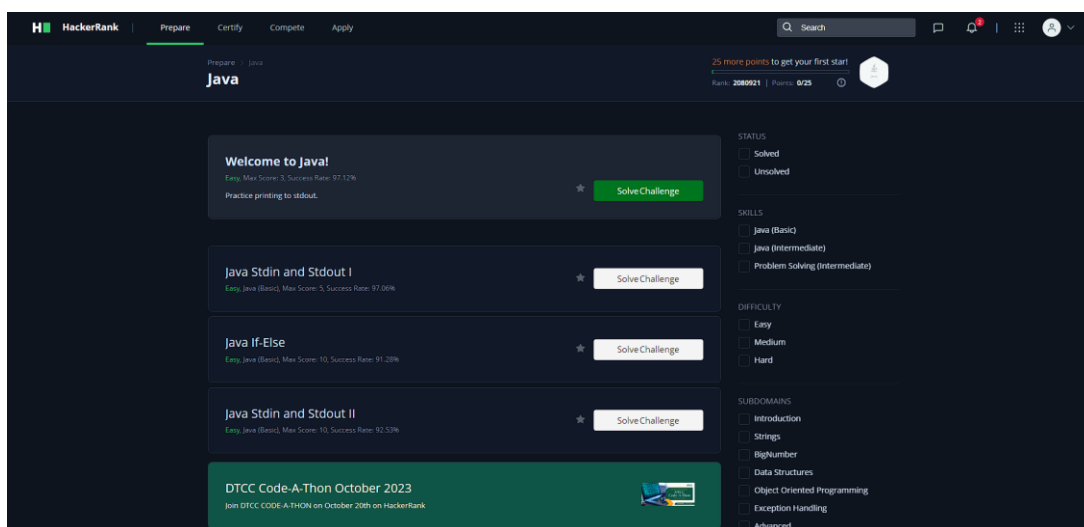 HackerRank | Prepare Certify Compete Apply Search 2
Prepare > Java
Java
25 more points to get your first star!
Rank: 2080921 | Points: 0/25
Welcome to Java!
Easy, Max Score: 3, Success Rate: 97.12%
Practice printing to stdout.
Solve Challenge
Java Stdin and Stdout I
Easy, Java (Basic), Max Score: 5, Success Rate: 97.06%
Solve Challenge
Java If-Else
Easy, Java (Basic), Max Score: 10, Success Rate: 91.28%
Solve Challenge
Java Stdin and Stdout II
Easy, Java (Basic), Max Score: 10, Success Rate: 92.53%
Solve Challenge
DTCC Code-A-Thon October 2023
Join DTCC CODE-A-THON on October 20th on HackerRank
STATUS
Solved
Unsolved
SKILLS
Java (Basic)
Java (Intermediate)
Problem Solving (Intermediate)
DIFFICULTY
Easy
Medium
Hard
SUBDOMAINS
Introduction
Strings
BigNumber
Data Structures
Object Oriented Programming
Exception Handling
Advanced